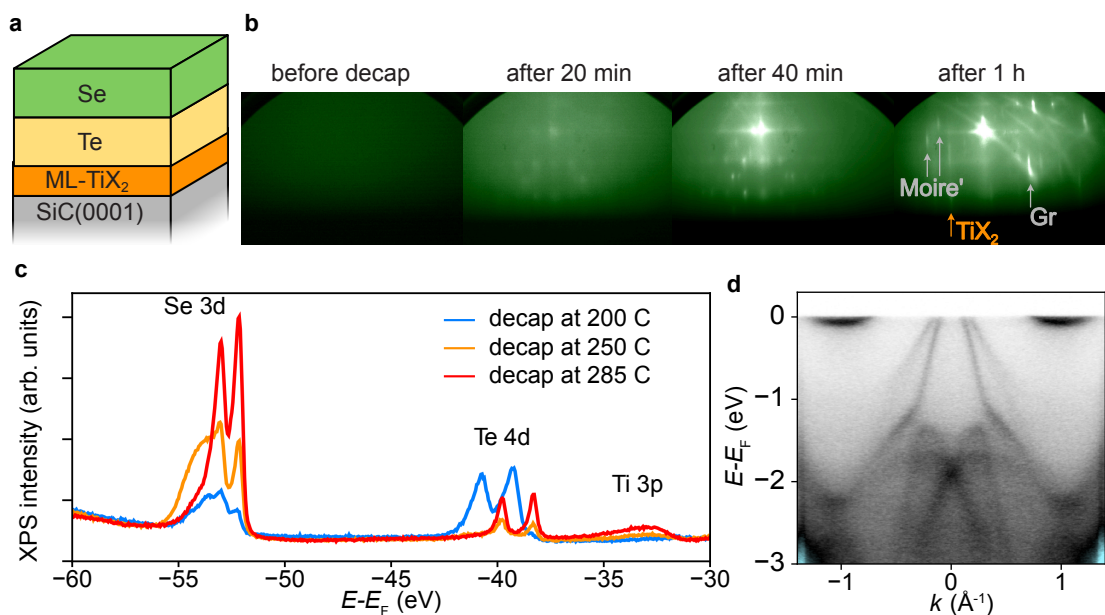 a
Se
Te
ML-TiX₂
SiC(0001)
b
before decap
after 20 min
after 40 min
after 1 h
Moire'
Gr
TiX₂
c
Se 3d
Te 4d
Ti 3p
decap at 200 C
decap at 250 C
decap at 285 C
XPS intensity (arb. units)
−60
−55
−50
−45
−40
−35
−30
E-E_F (eV)
d
0
−1
−2
−3
E-E_F (eV)
−1
0
1
k (Å⁻¹)